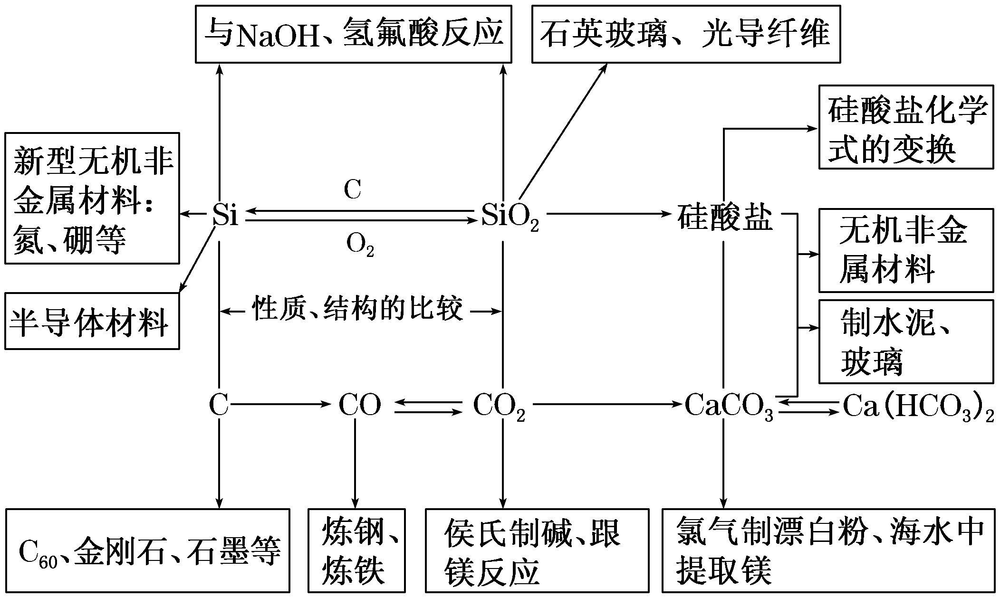 与NaOH、氢氟酸反应
石英玻璃、光导纤维
硅酸盐化学
式的变换
新型无机非
金属材料：
氮、硼等
C
Si
SiO2
硅酸盐
O2
无机非金
属材料
半导体材料
性质、结构的比较
制水泥、
玻璃
C
CO
CO2
CaCO3
Ca(HCO3)2
C60、金刚石、石墨等
炼钢、
炼铁
侯氏制碱、跟
镁反应
氯气制漂白粉、海水中
提取镁